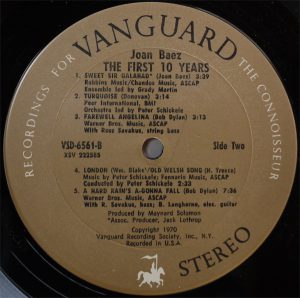 RECORDINGS FOR VANGUARD THE CONNOISSEUR
Joan Baez
THE FIRST 10 YEARS
1. SWEET SIR GALAHAD* (Joan Baez) 3:39
Robbins Music/Chandos Music, ASCAP
Ensemble led by Grady Martin
2. TURQUOISE (Donovan) 3:14
Peer International, BMI
Orchestra led by Peter Schickele
3. FAREWELL ANGELINA (Bob Dylan) 3:13
Warner Bros. Music, ASCAP
With Ross Savakus, string bass
VSD-6561-B
XSV 222565
Side Two
4. LONDON (Wm. Blake) /OLD WELSH SONG (H. Treece)
Music by Peter Schickele; Fennario Music, ASCAP
Conducted by Peter Schickele 2:33
5. A HARD RAIN'S A-GONNA FALL (Bob Dylan) 7:36
Warner Bros. Music, ASCAP
With R. Savakus, bass; B. Langhorne, elec. guitar
Produced by Maynard Solomon
*Assoc. Producer, Jack Lothrop
Copyright 1970
Vanguard Recording Society, Inc., N.Y.
Recorded in U.S.A.
STEREO